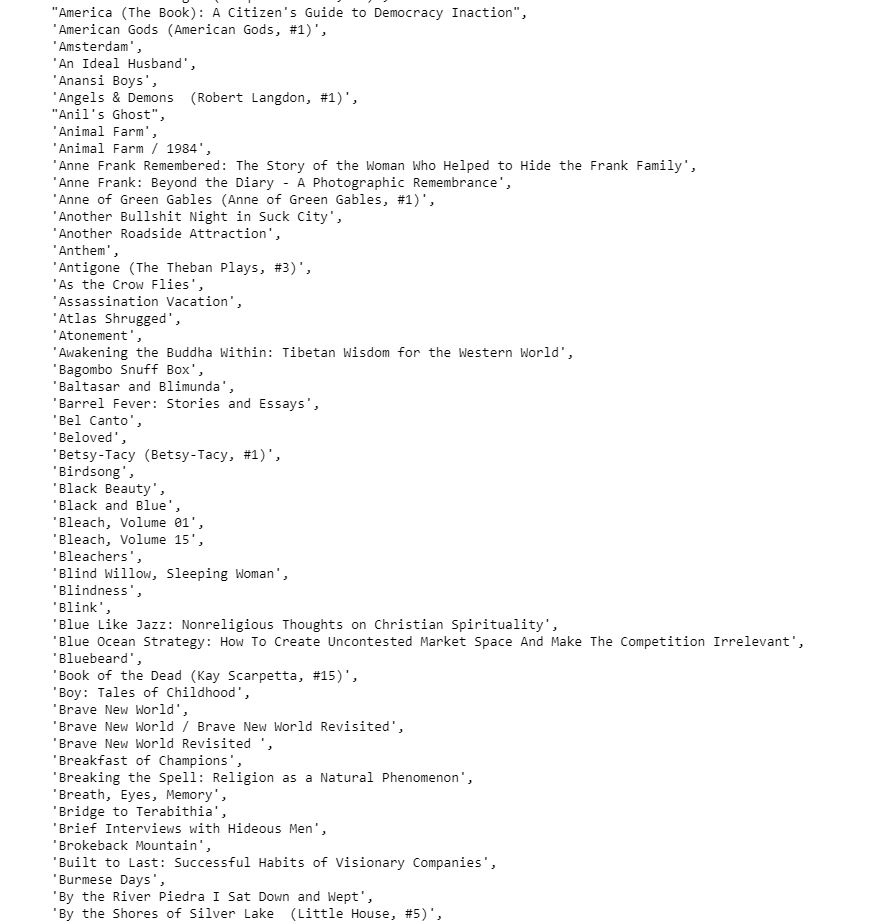 "America (The Book): A Citizen's Guide to Democracy Inaction",
'American Gods (American Gods, #1)',
'Amsterdam',
'An Ideal Husband',
'Anansi Boys',
'Angels & Demons  (Robert Langdon, #1)',
"Anil's Ghost",
'Animal Farm',
'Animal Farm / 1984',
'Anne Frank Remembered: The Story of the Woman Who Helped to Hide the Frank Family',
'Anne Frank: Beyond the Diary - A Photographic Remembrance',
'Anne of Green Gables (Anne of Green Gables, #1)',
'Another Bullshit Night in Suck City',
'Another Roadside Attraction',
'Anthem',
'Antigone (The Theban Plays, #3)',
'As the Crow Flies',
'Assassination Vacation',
'Atlas Shrugged',
'Atonement',
'Awakening the Buddha Within: Tibetan Wisdom for the Western World',
'Bagombo Snuff Box',
'Baltasar and Blimunda',
'Barrel Fever: Stories and Essays',
'Bel Canto',
'Beloved',
'Betsy-Tacy (Betsy-Tacy, #1)',
'Birdsong',
'Black Beauty',
'Black and Blue',
'Bleach, Volume 01',
'Bleach, Volume 15',
'Bleachers',
'Blind Willow, Sleeping Woman',
'Blindness',
'Blink',
'Blue Like Jazz: Nonreligious Thoughts on Christian Spirituality',
'Blue Ocean Strategy: How To Create Uncontested Market Space And Make The Competition Irrelevant',
'Bluebeard',
'Book of the Dead (Kay Scarpetta, #15)',
'Boy: Tales of Childhood',
'Brave New World',
'Brave New World / Brave New World Revisited',
'Brave New World Revisited ',
'Breakfast of Champions',
'Breaking the Spell: Religion as a Natural Phenomenon',
'Breath, Eyes, Memory',
'Bridge to Terabithia',
'Brief Interviews with Hideous Men',
'Brokeback Mountain',
'Built to Last: Successful Habits of Visionary Companies',
'Burmese Days',
'By the River Piedra I Sat Down and Wept',
'By the Shores of Silver Lake  (Little House, #5)',